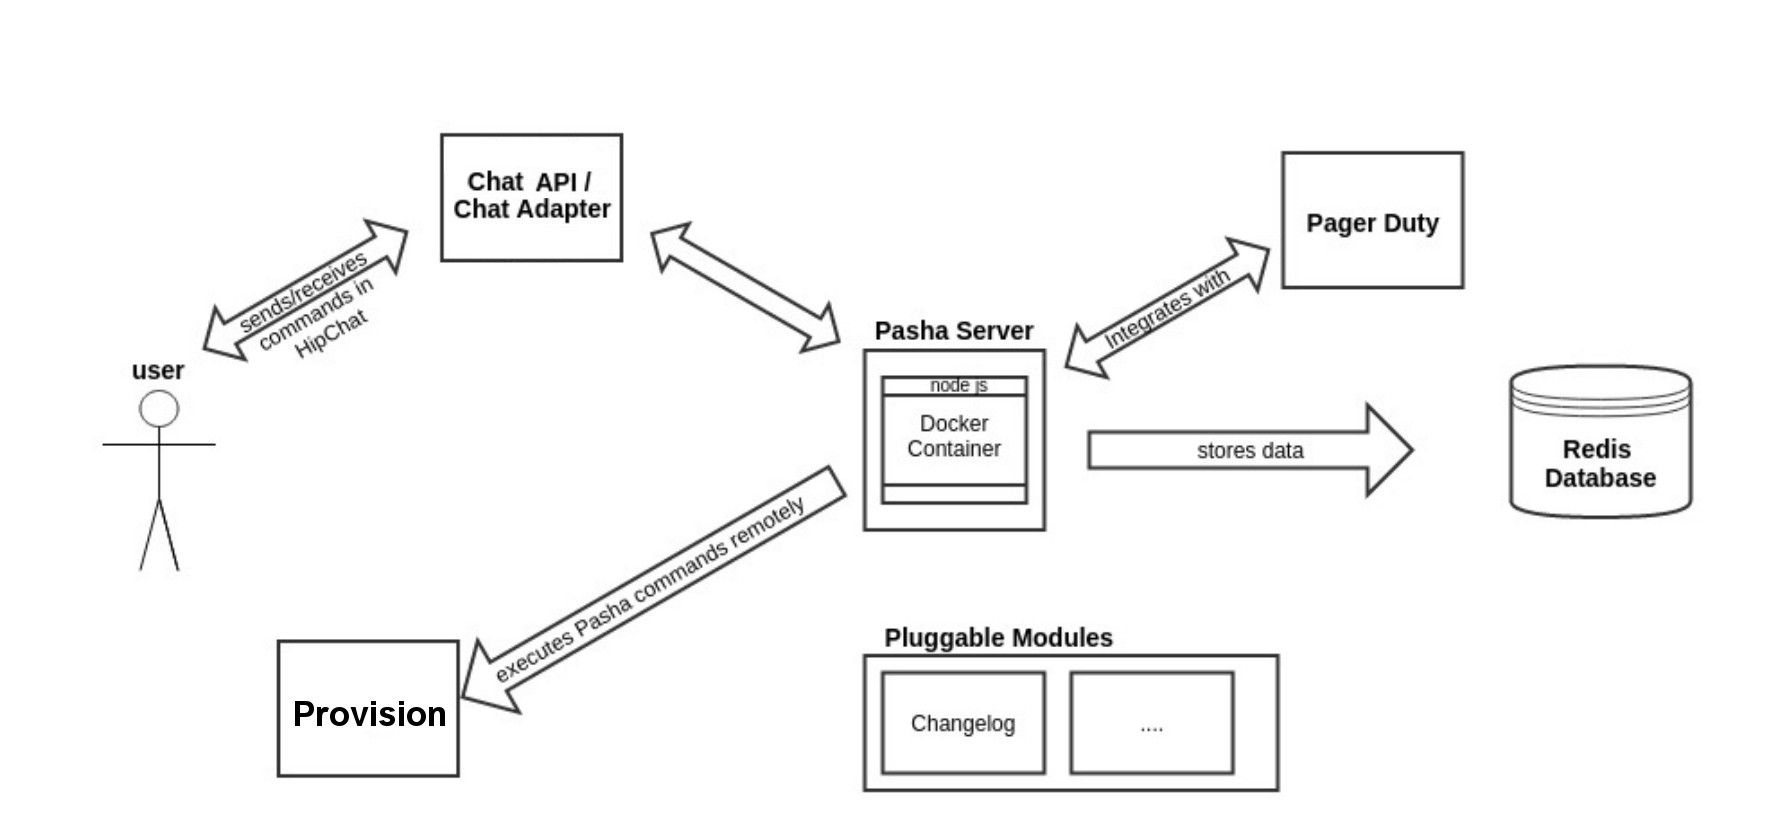 Chat API /
Chat Adapter
Pager Duty
sends/receives
commands in
HipChat
Integrates with
user
Pasha Server
node js
Docker
Container
stores data
Redis
Database
executes Pasha commands remotely
Provision
Pluggable Modules
Changelog
....